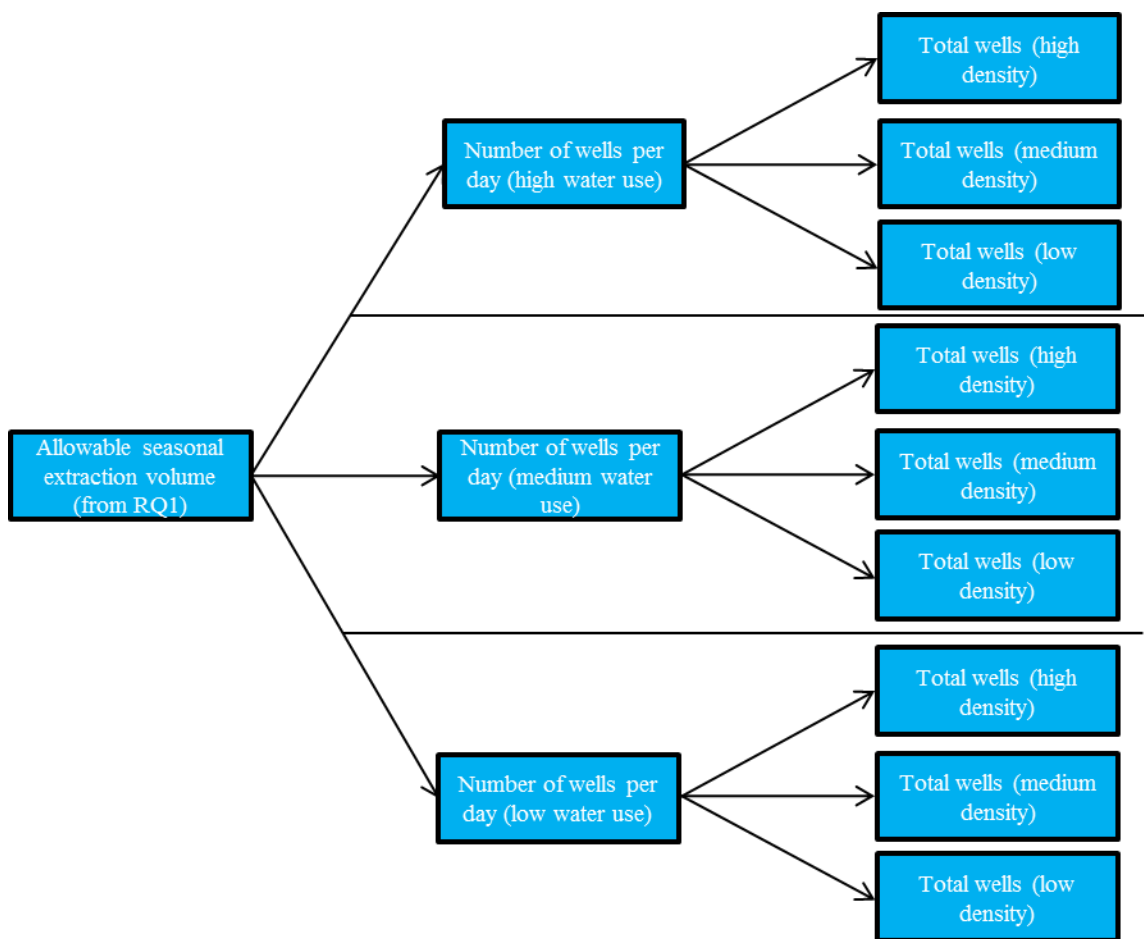 Total wells (high
density)
Number of wells per
day (high water use)
Total wells (medium
density)
Total wells (low
density)
Allowable seasonal
extraction volume
(from RQ1)
Number of wells per
day (medium water
use)
Total wells (high
density)
Total wells (medium
density)
Total wells (low
density)
Number of wells per
day (low water use)
Total wells (high
density)
Total wells (medium
density)
Total wells (low
density)